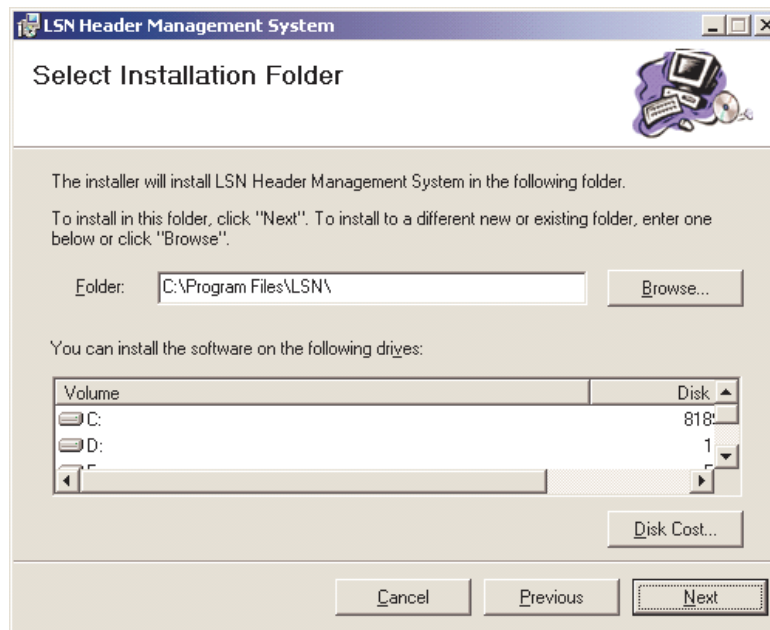 LSN Header Management System
Select Installation Folder
The installer will install LSN Header Management System in the following folder.
To install in this folder, click "Next". To install to a different new or existing folder, enter one
below or click "Browse".
Folder: C:\Program Files\LSN\ Browse...
You can install the software on the following drives:
Volume Disk
C: 818
D: 1
Disk Cost...
Cancel Previous Next